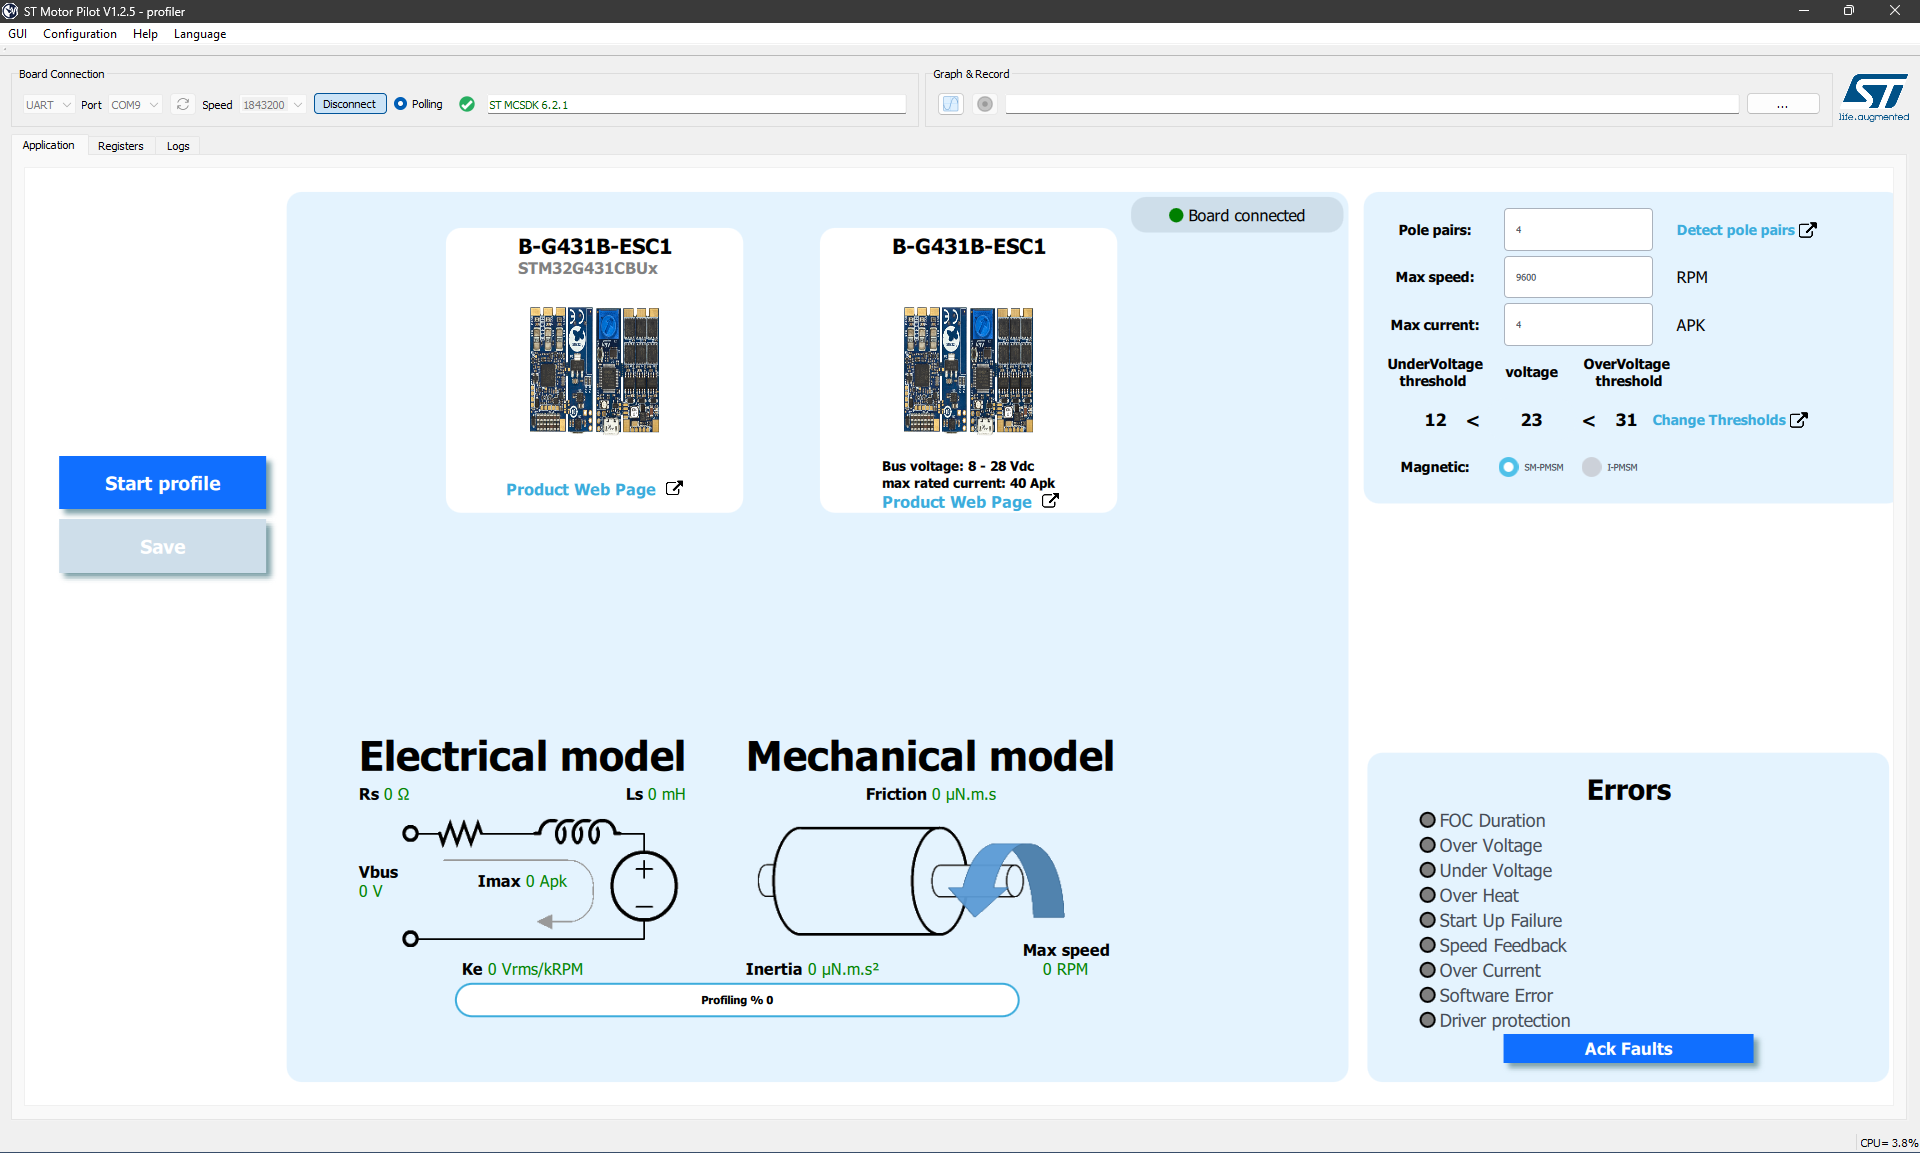 ST Motor Pilot V1.2.5 - profiler
GUI Configuration Help Language
Board Connection
UART Port COM9 Speed 1843200 Disconnect Polling ST MCSDK 6.2.1
Graph & Record
...
ST
life.augmented
Application Registers Logs
Start profile
Save
Board connected
B-G431B-ESC1
STM32G431CBUx
Product Web Page
B-G431B-ESC1
Bus voltage: 8 - 28 Vdc
max rated current: 40 Apk
Product Web Page
Electrical model
Rs 0 Ω Ls 0 mH
Vbus
0 V
Imax 0 Apk
Ke 0 Vrms/kRPM
Mechanical model
Friction 0 µN.m.s
Max speed
0 RPM
Inertia 0 µN.m.s²
Profiling % 0
Pole pairs: 4 Detect pole pairs
Max speed: 9600 RPM
Max current: 4 APK
UnderVoltage
threshold
voltage
OverVoltage
threshold
12 < 23 < 31 Change Thresholds
Magnetic: SM-PMSM I-PMSM
Errors
FOC Duration
Over Voltage
Under Voltage
Over Heat
Start Up Failure
Speed Feedback
Over Current
Software Error
Driver protection
Ack Faults
CPU= 3.8%